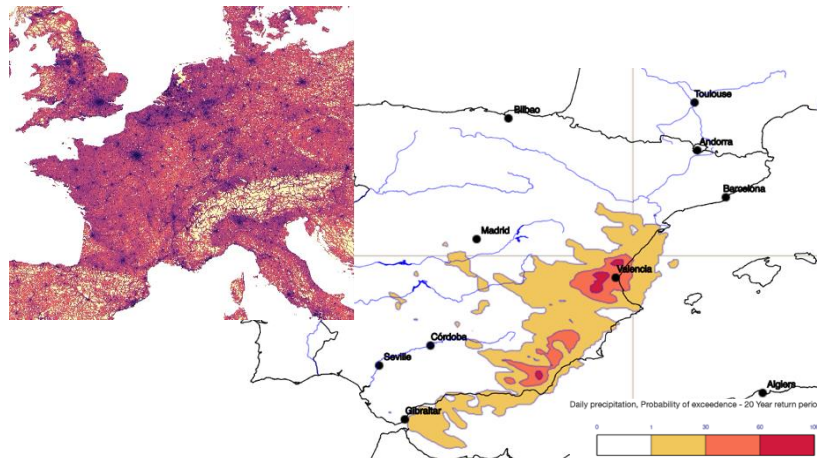 Toulouse
Bilbao
Andorra
Barcelona
Madrid
Valencia
Córdoba
Seville
Algiers
Gibraltar
Daily precipitation, Probability of exceedence - 20 Year return perio
0 1 30 60 100